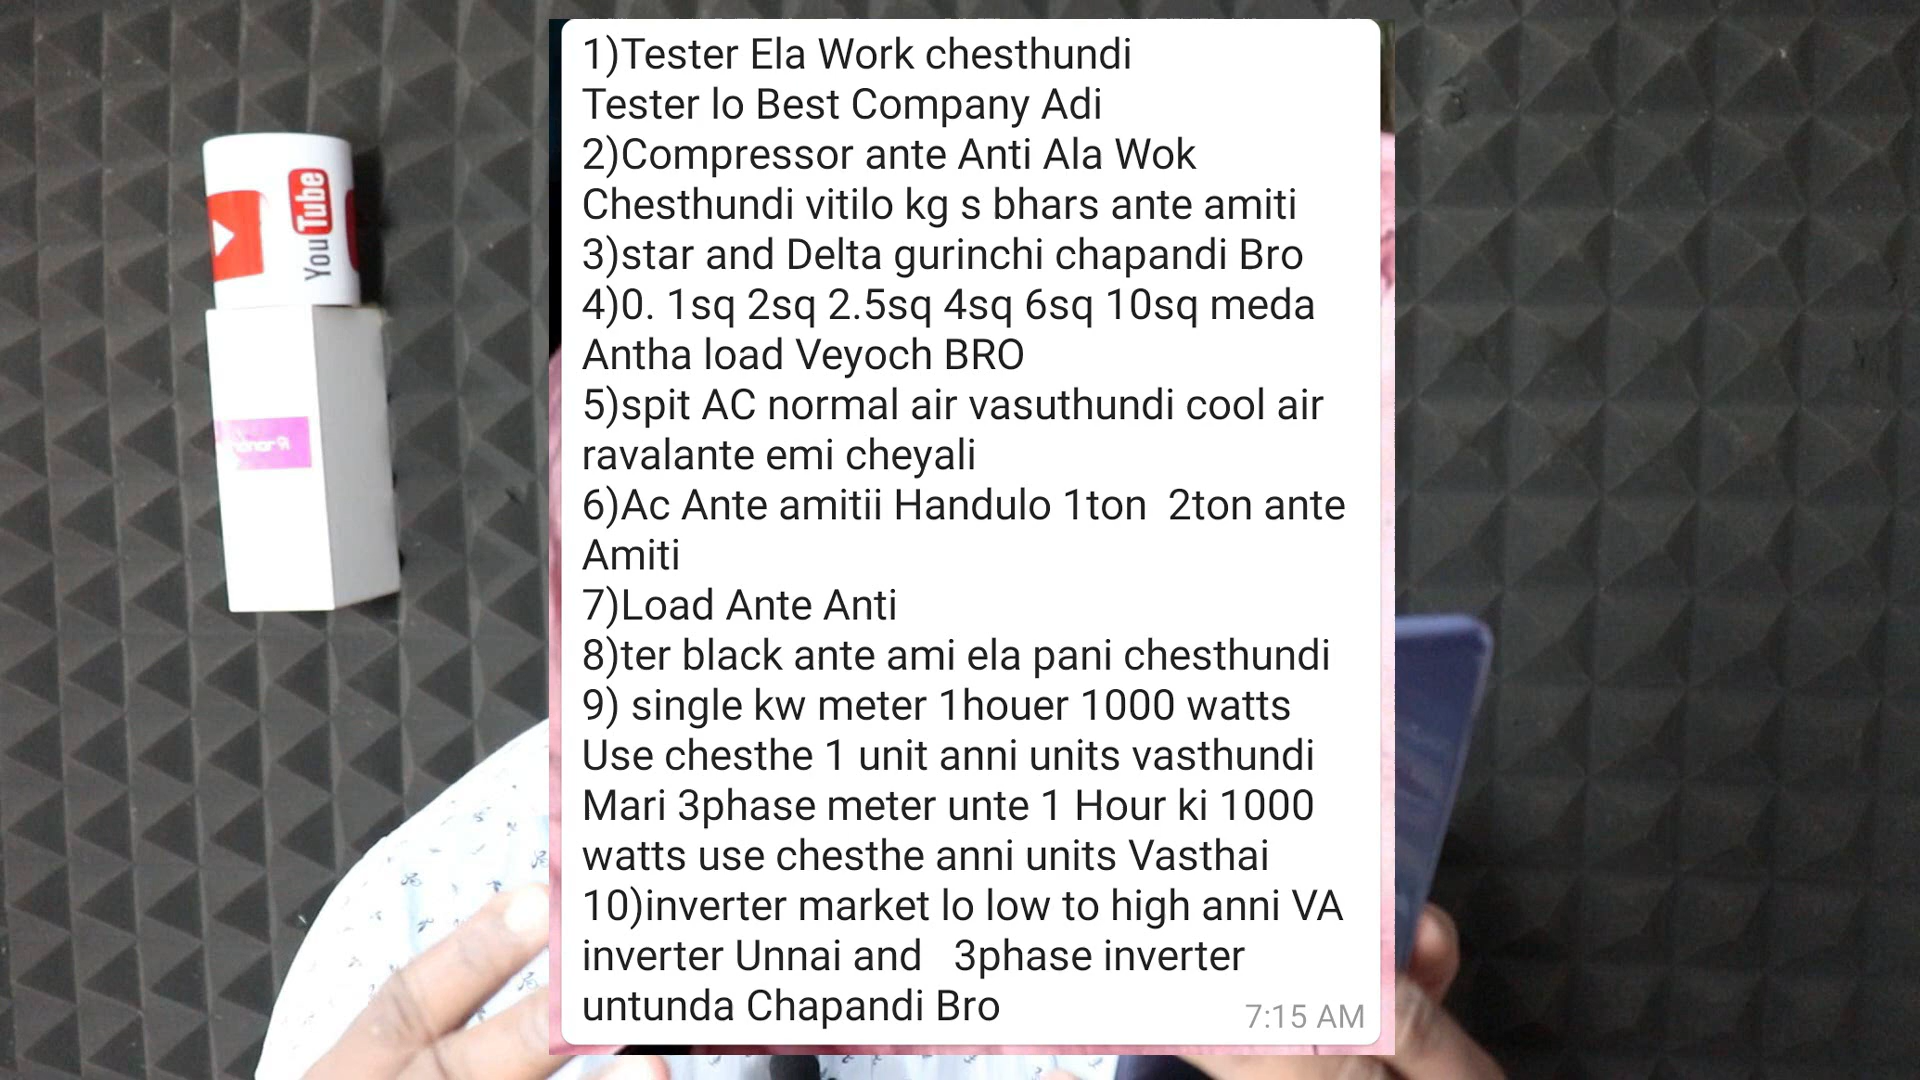 1)Tester Ela Work chesthundi
Tester lo Best Company Adi
2)Compressor ante Anti Ala Wok
Chesthundi vitilo kg s bhars ante amiti
3)star and Delta gurinchi chapandi Bro
4)0. 1sq 2sq 2.5sq 4sq 6sq 10sq meda
Antha load Veyoch BRO
5)spit AC normal air vasuthundi cool air
ravalante emi cheyali
6)Ac Ante amitii Handulo 1ton  2ton ante
Amiti
7)Load Ante Anti
8)ter black ante ami ela pani chesthundi
9) single kw meter 1houer 1000 watts
Use chesthe 1 unit anni units vasthundi
Mari 3phase meter unte 1 Hour ki 1000
watts use chesthe anni units Vasthai
10)inverter market lo low to high anni VA
inverter Unnai and   3phase inverter
untunda Chapandi Bro
7:15 AM
YouTube
honor 9i